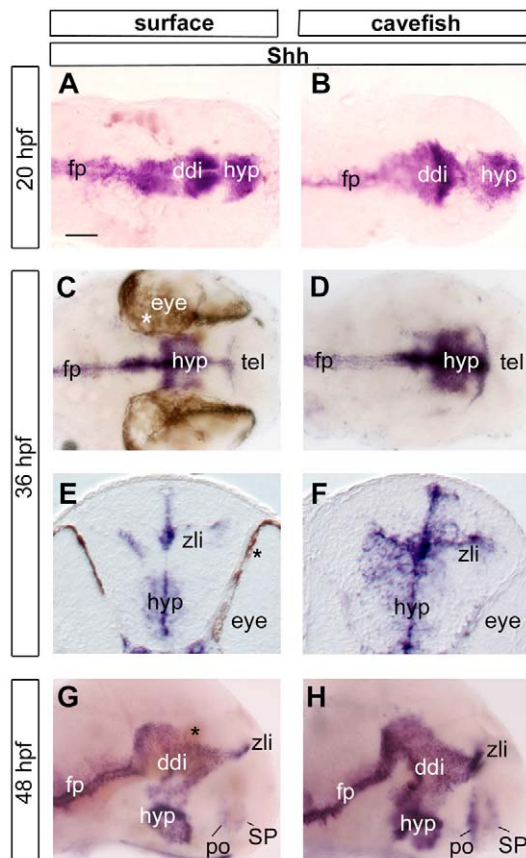 surface cavefish
Shh
20 hpf
A B
fp ddi hyp fp ddi hyp
36 hpf
C D
eye
*
fp hyp tel fp hyp tel
E F
zli * zli
hyp eye hyp eye
48 hpf
G H
* zli zli
fp ddi fp ddi
hyp po SP hyp po SP